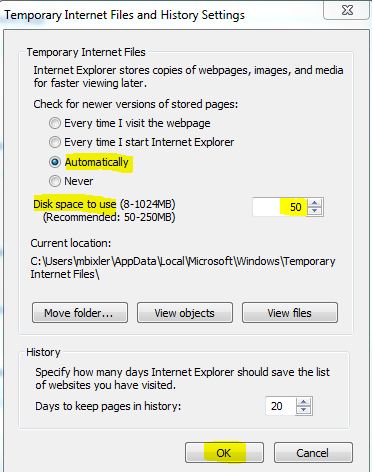 Temporary Internet Files and History Settings
Temporary Internet Files
Internet Explorer stores copies of webpages, images, and media
for faster viewing later.
Check for newer versions of stored pages:
Every time I visit the webpage
Every time I start Internet Explorer
Automatically
Never
Disk space to use (8-1024MB) 50
(Recommended: 50-250MB)
Current location:
C:\Users\mbixler\AppData\Local\Microsoft\Windows\Temporary
Internet Files\
Move folder... View objects View files
History
Specify how many days Internet Explorer should save the list
of websites you have visited.
Days to keep pages in history: 20
OK Cancel